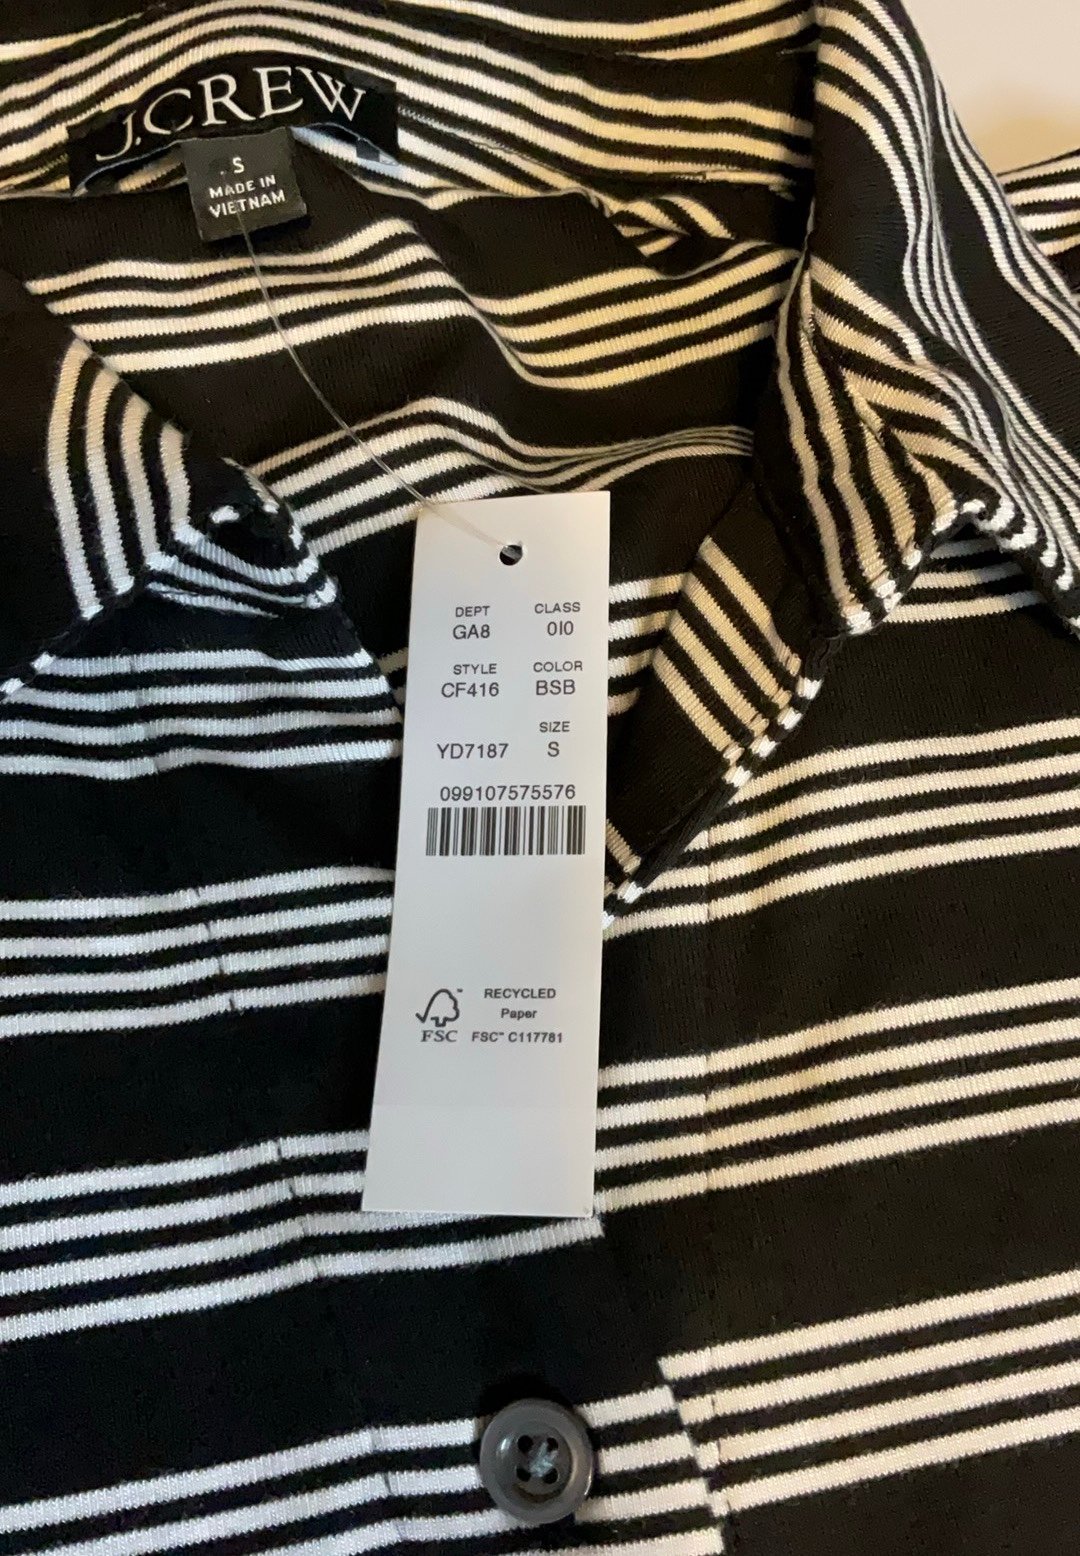 J.CREW
S
MADE IN
VIETNAM
DEPT CLASS
GA8 0I0
STYLE COLOR
CF416 BSB
SIZE
YD7187 S
099107575576
RECYCLED
Paper
FSC FSC™ C117781